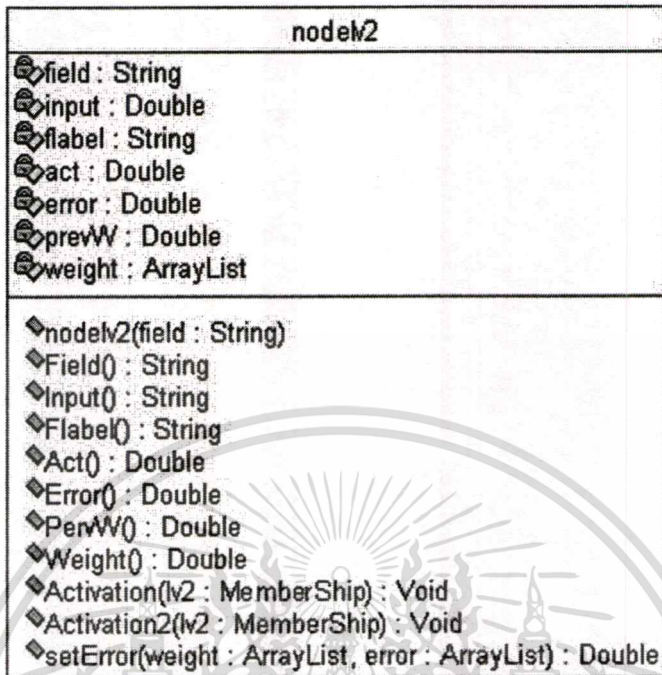 nodelv2
field : String
input : Double
flabel : String
act : Double
error : Double
prevW : Double
weight : ArrayList
nodelv2(field : String)
Field() : String
Input() : String
Flabel() : String
Act() : Double
Error() : Double
PervW() : Double
Weight() : Double
Activation(lv2 : MemberShip) : Void
Activation2(lv2 : MemberShip) : Void
setError(weight : ArrayList, error : ArrayList) : Double